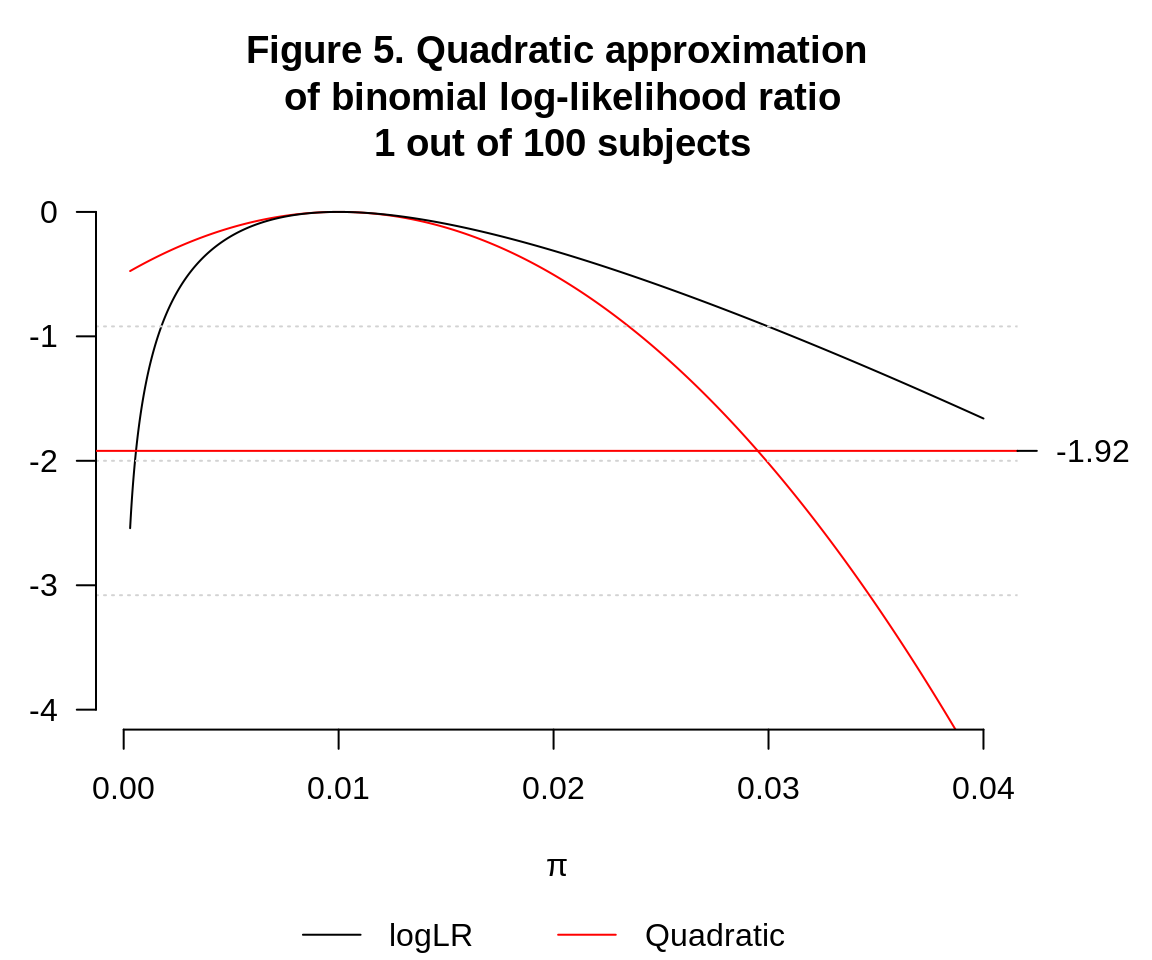 Figure 5. Quadratic approximation
of binomial log-likelihood ratio
1 out of 100 subjects
0
-1
-2
-3
-4
-1.92
0.00 0.01 0.02 0.03 0.04
π
logLR Quadratic